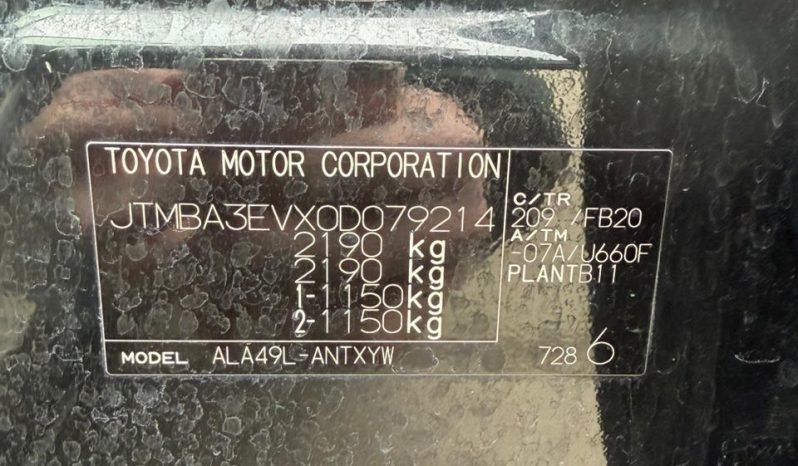 TOYOTA MOTOR CORPORATION
JTMBA3EVX0D079214
2190 kg
2190 kg
1-1150kg
2-1150kg
C/TR
209 /FB20
A/TM
-07A/U660F
PLANTB11
MODEL ALA49L-ANTXYW
728 6